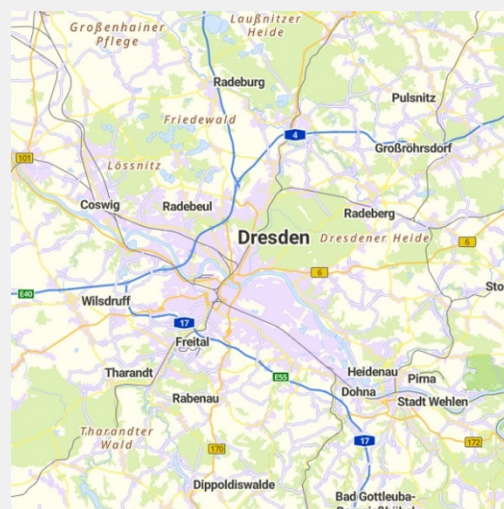 Großenhainer
Pflege
Laußnitzer
Heide
Radeburg
Pulsnitz
Friedewald
4
Großröhrsdorf
101
Lössnitz
Coswig
Radebeul
Radeberg
Dresden
Dresdener Heide
6
6
E40
Wilsdruff
Sto
17
Freital
Tharandt
E55
Heidenau
Pirna
Rabenau
Dohna
Stadt Wehlen
Tharandter
Wald
170
17
172
Dippoldiswalde
Bad Gottleuba-